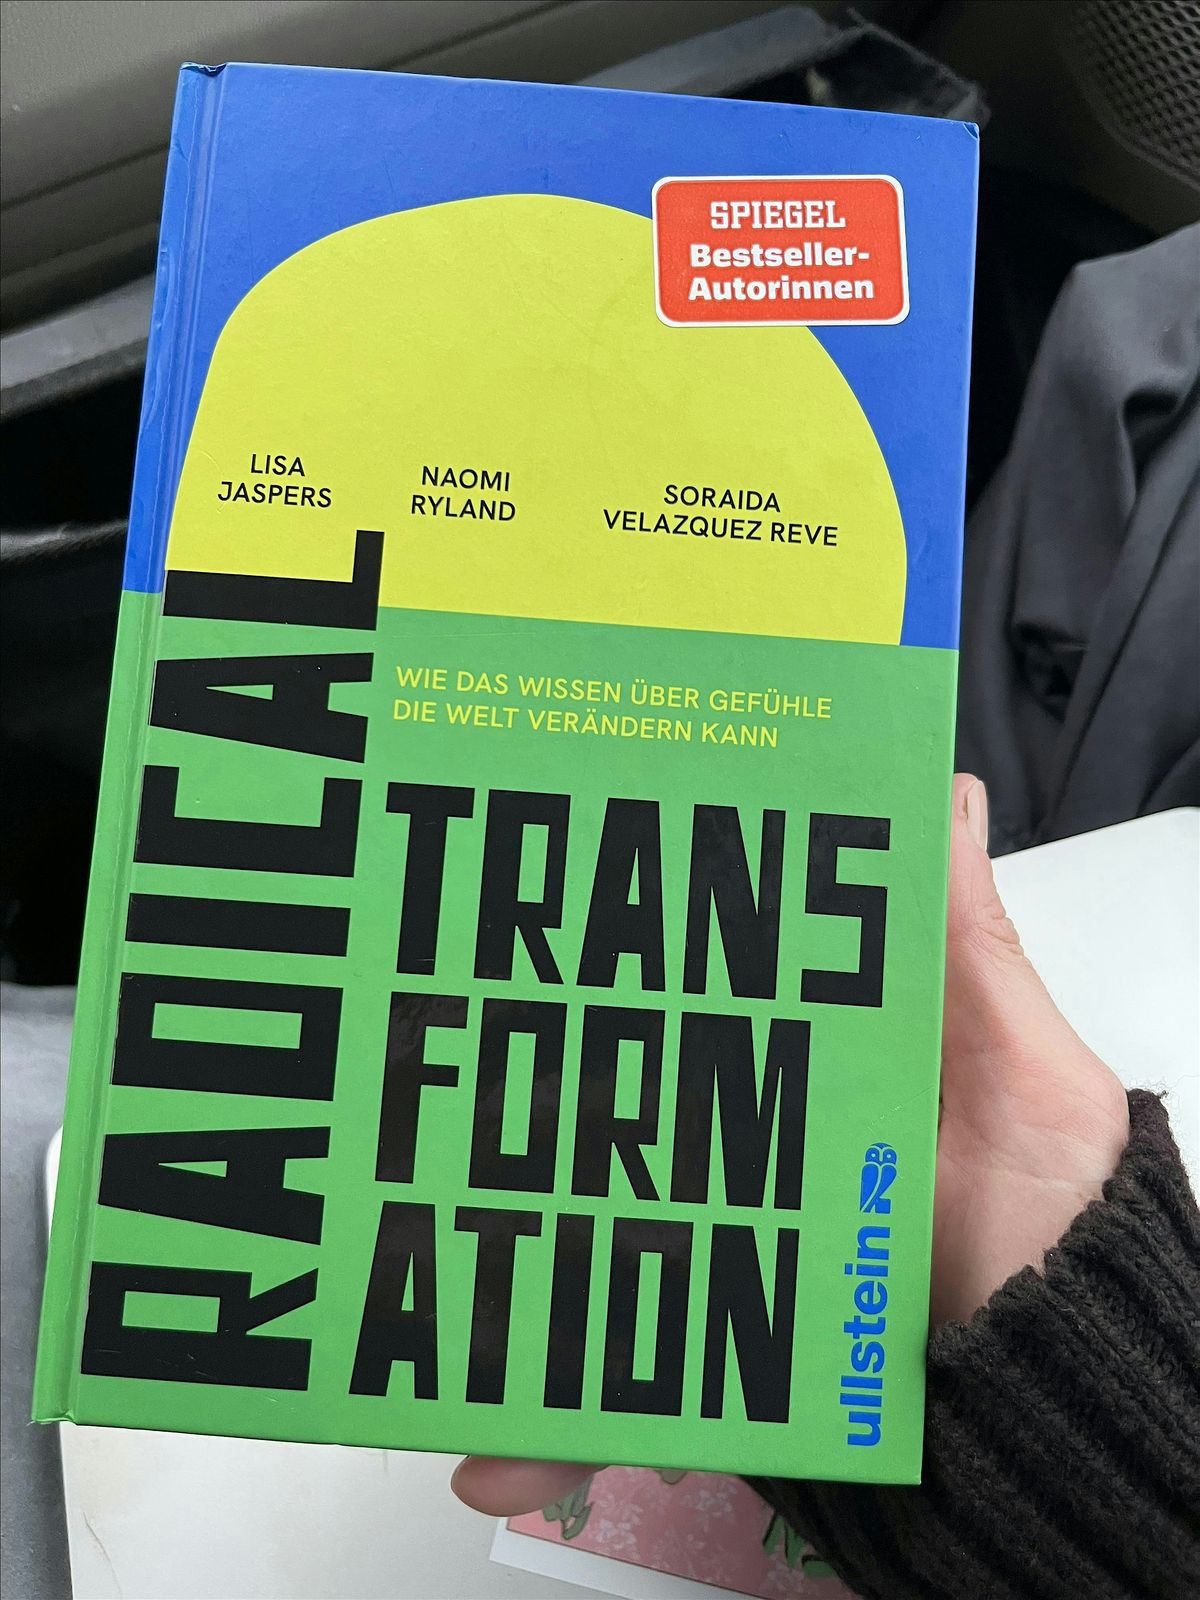 SPIEGEL
Bestseller-
Autorinnen
LISA
JASPERS
NAOMI
RYLAND
SORAIDA
VELAZQUEZ REVE
RADICAL
WIE DAS WISSEN ÜBER GEFÜHLE
DIE WELT VERÄNDERN KANN
TRANS
FORM
ATION
ullstein